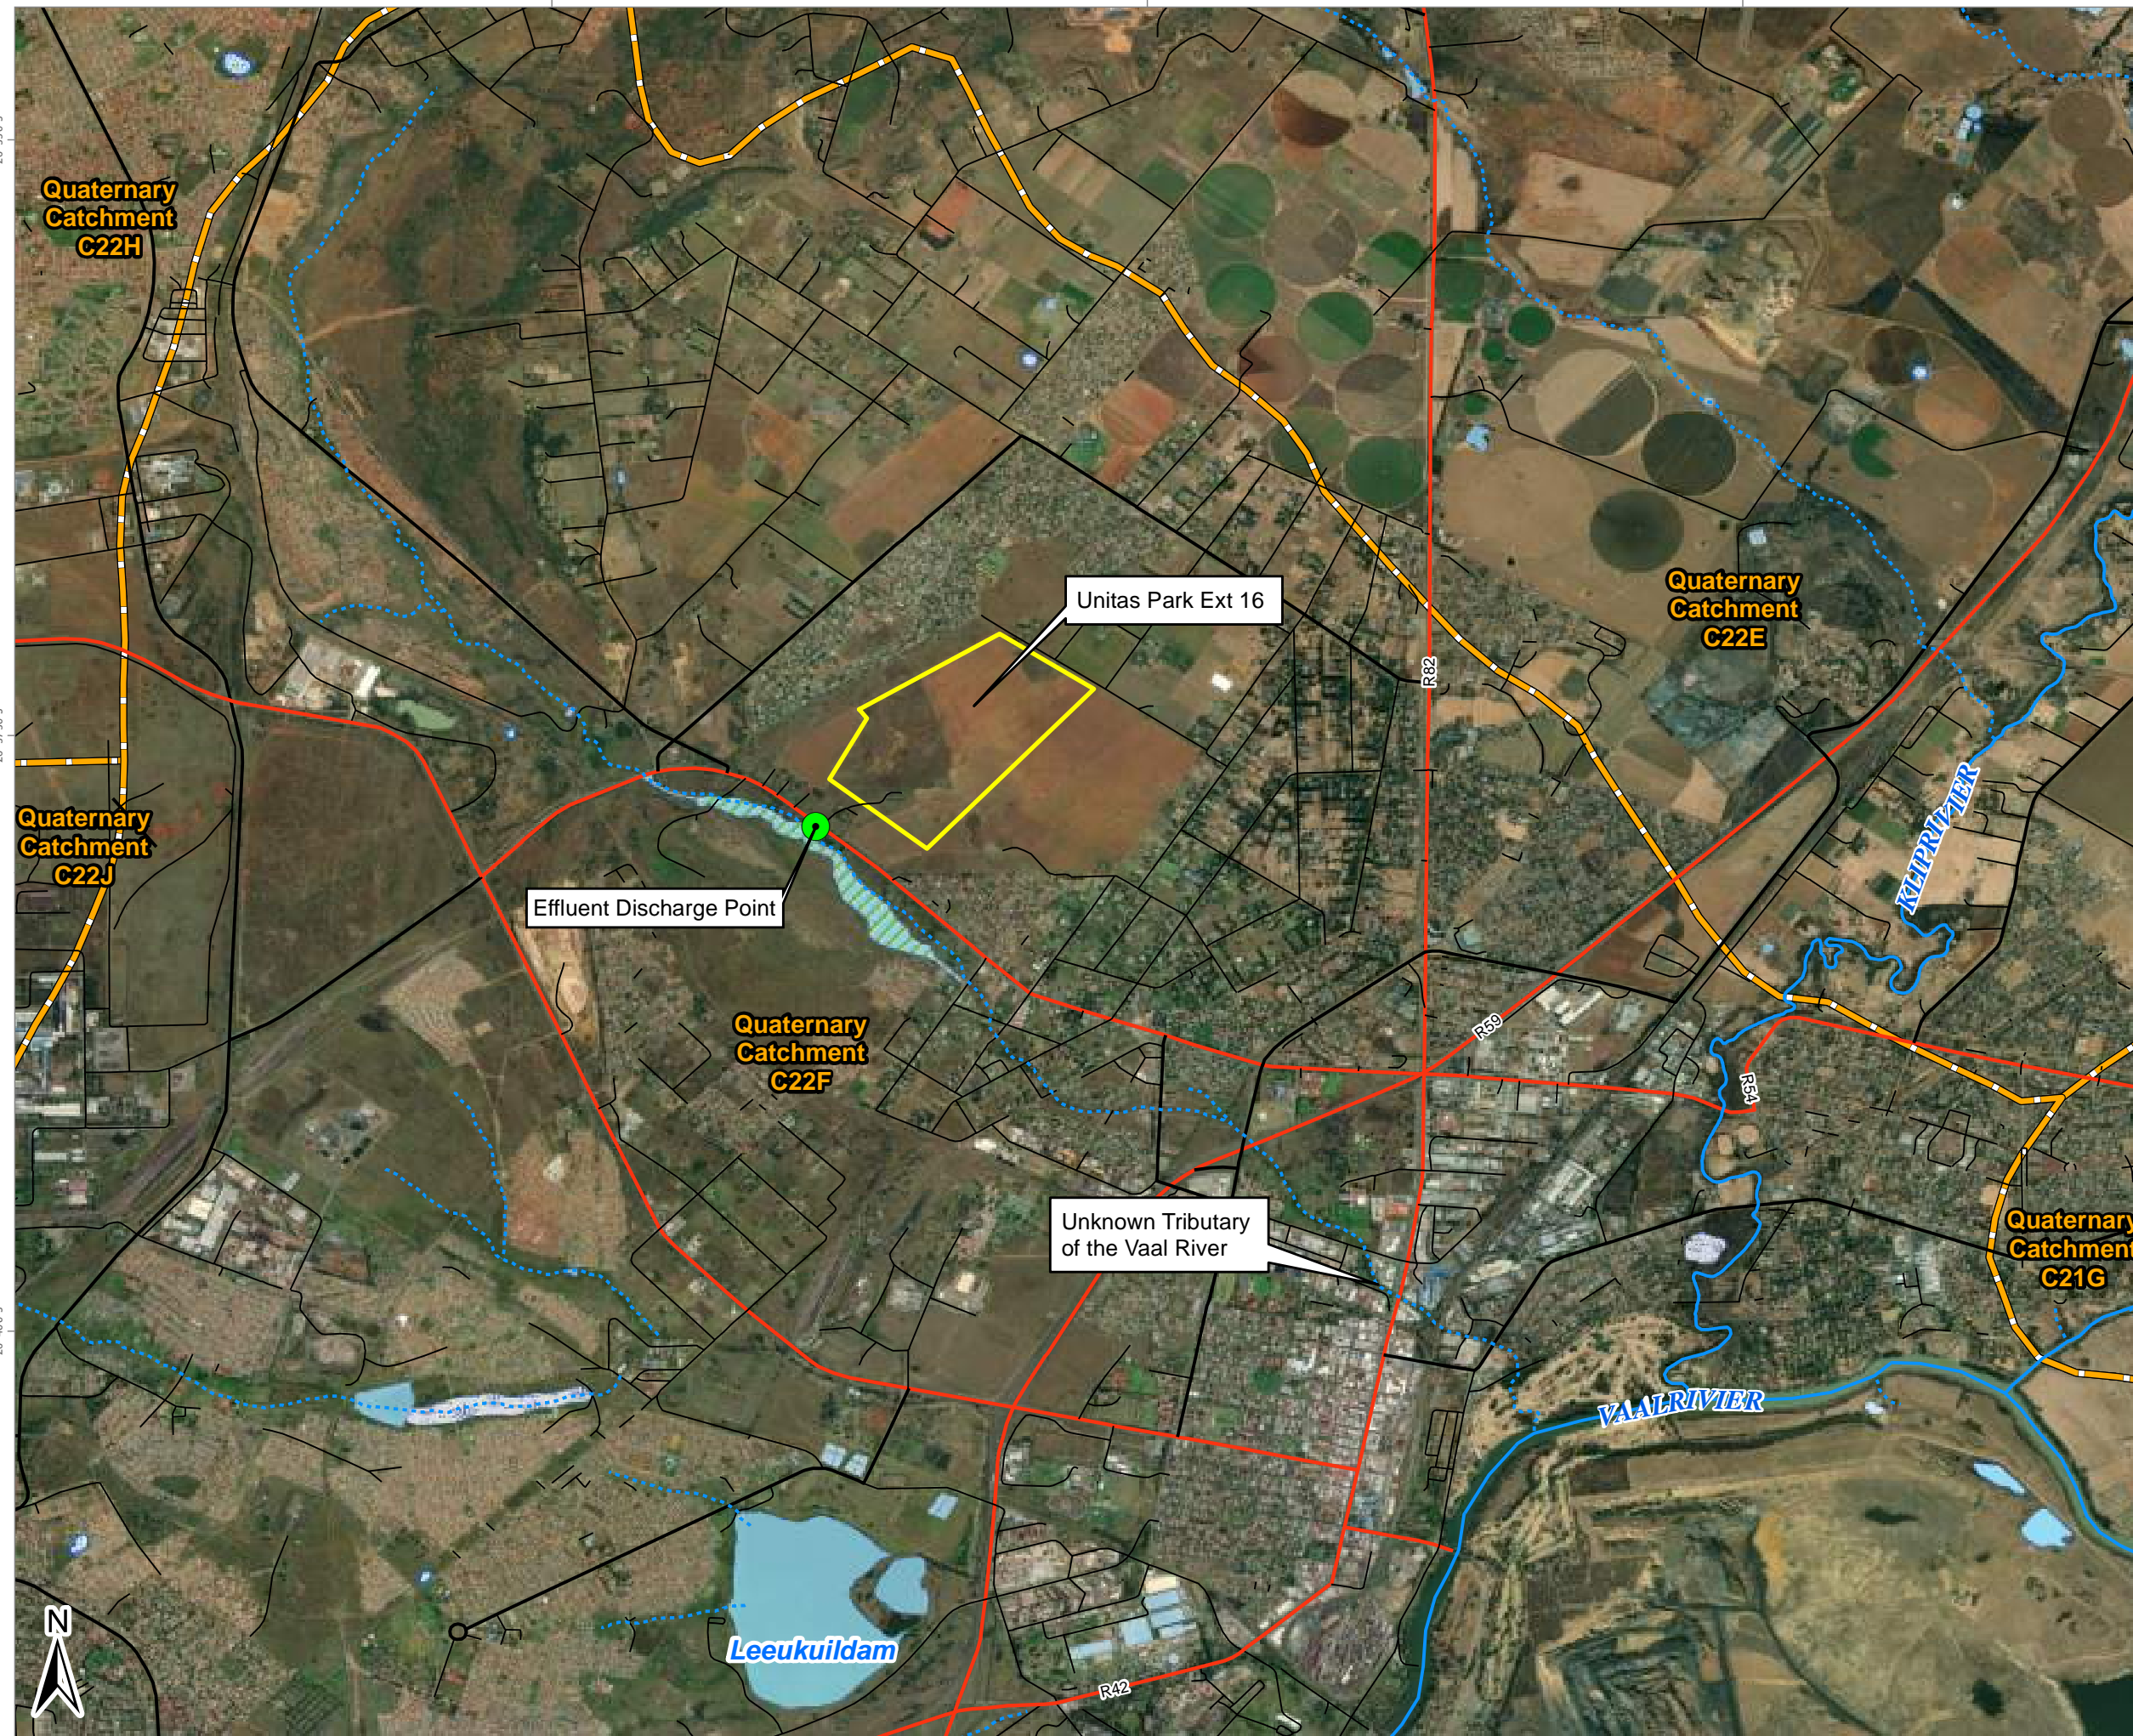 Quaternary
Catchment
C22H
Unitas Park Ext 16
Quaternary
Catchment
C22E
R82
KLIPRIVIER
Quaternary
Catchment
C22J
Effluent Discharge Point
Quaternary
Catchment
C22F
R59
R54
Unknown Tributary
of the Vaal River
Quaternary
Catchment
C21G
VAALRIVIER
N
Leeukuildam
R42